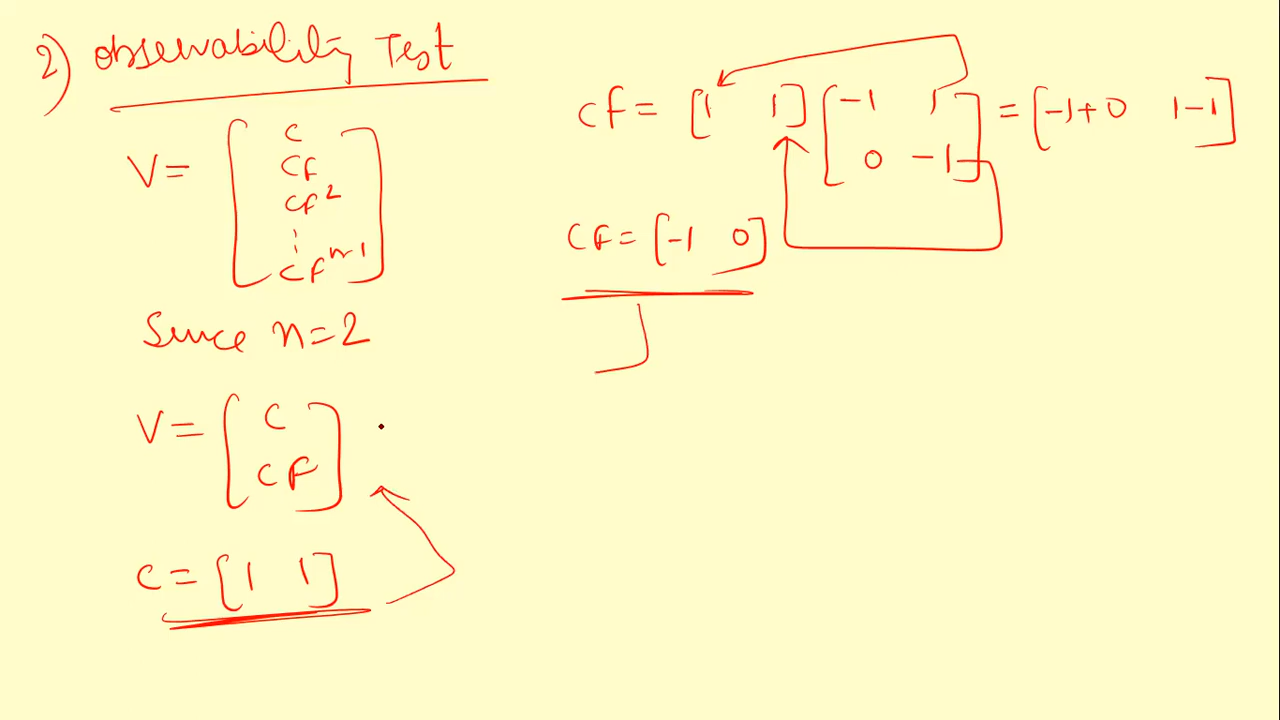 2) Observability Test
V = [ C
CF
CF²
⋮
CF^{n-1} ]
Since n=2
V = [ C
CF ]
C = [1 1]
CF = [1 1] [-1 1
0 -1] = [-1+0 1-1]
CF = [-1 0]